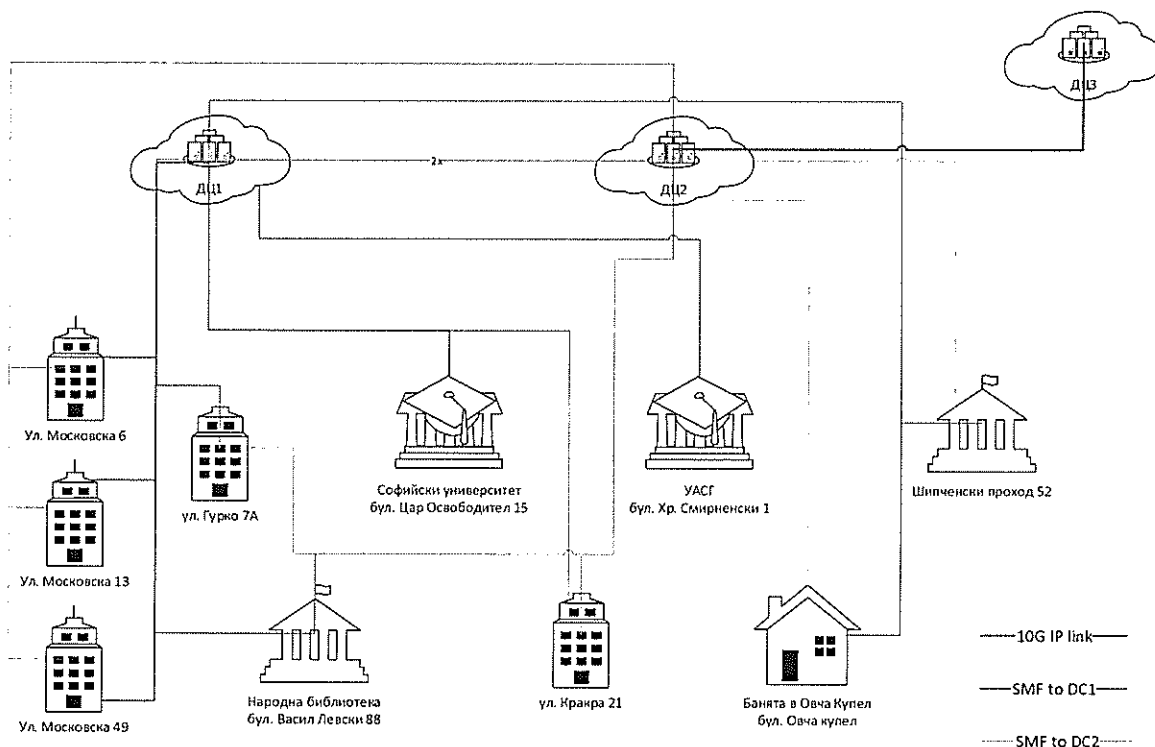 ДЦ3
2x
ДЦ1
ДЦ2
Ул. Московска 6
ул. Гурко 7А
Софийски университет
бул. Цар Освободител 15
УАСГ
бул. Хр. Смирненски 1
Шипченски проход 52
Ул. Московска 13
Ул. Московска 49
Народна библиотека
бул. Васил Левски 88
ул. Кракра 21
Банята в Овча Купел
бул. Овча купел
10G IP link
SMF to DC1
SMF to DC2